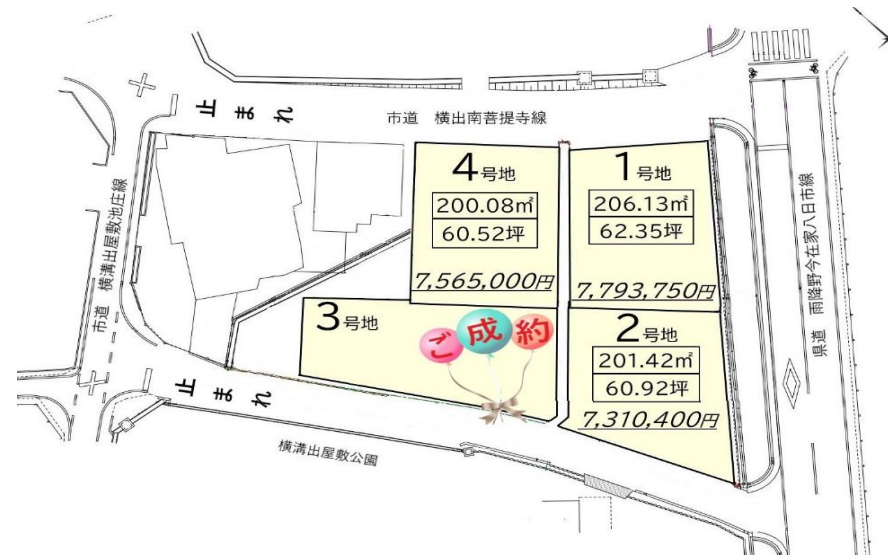 止まれ
市道 横出南菩提寺線
4号地
200.08㎡
60.52坪
7,565,000円
1号地
206.13㎡
62.35坪
7,793,750円
市道 横溝出屋敷池庄線
県道 雨降野今在家八日市線
3号地
ご成約
2号地
201.42㎡
60.92坪
7,310,400円
止まれ
横溝出屋敷公園